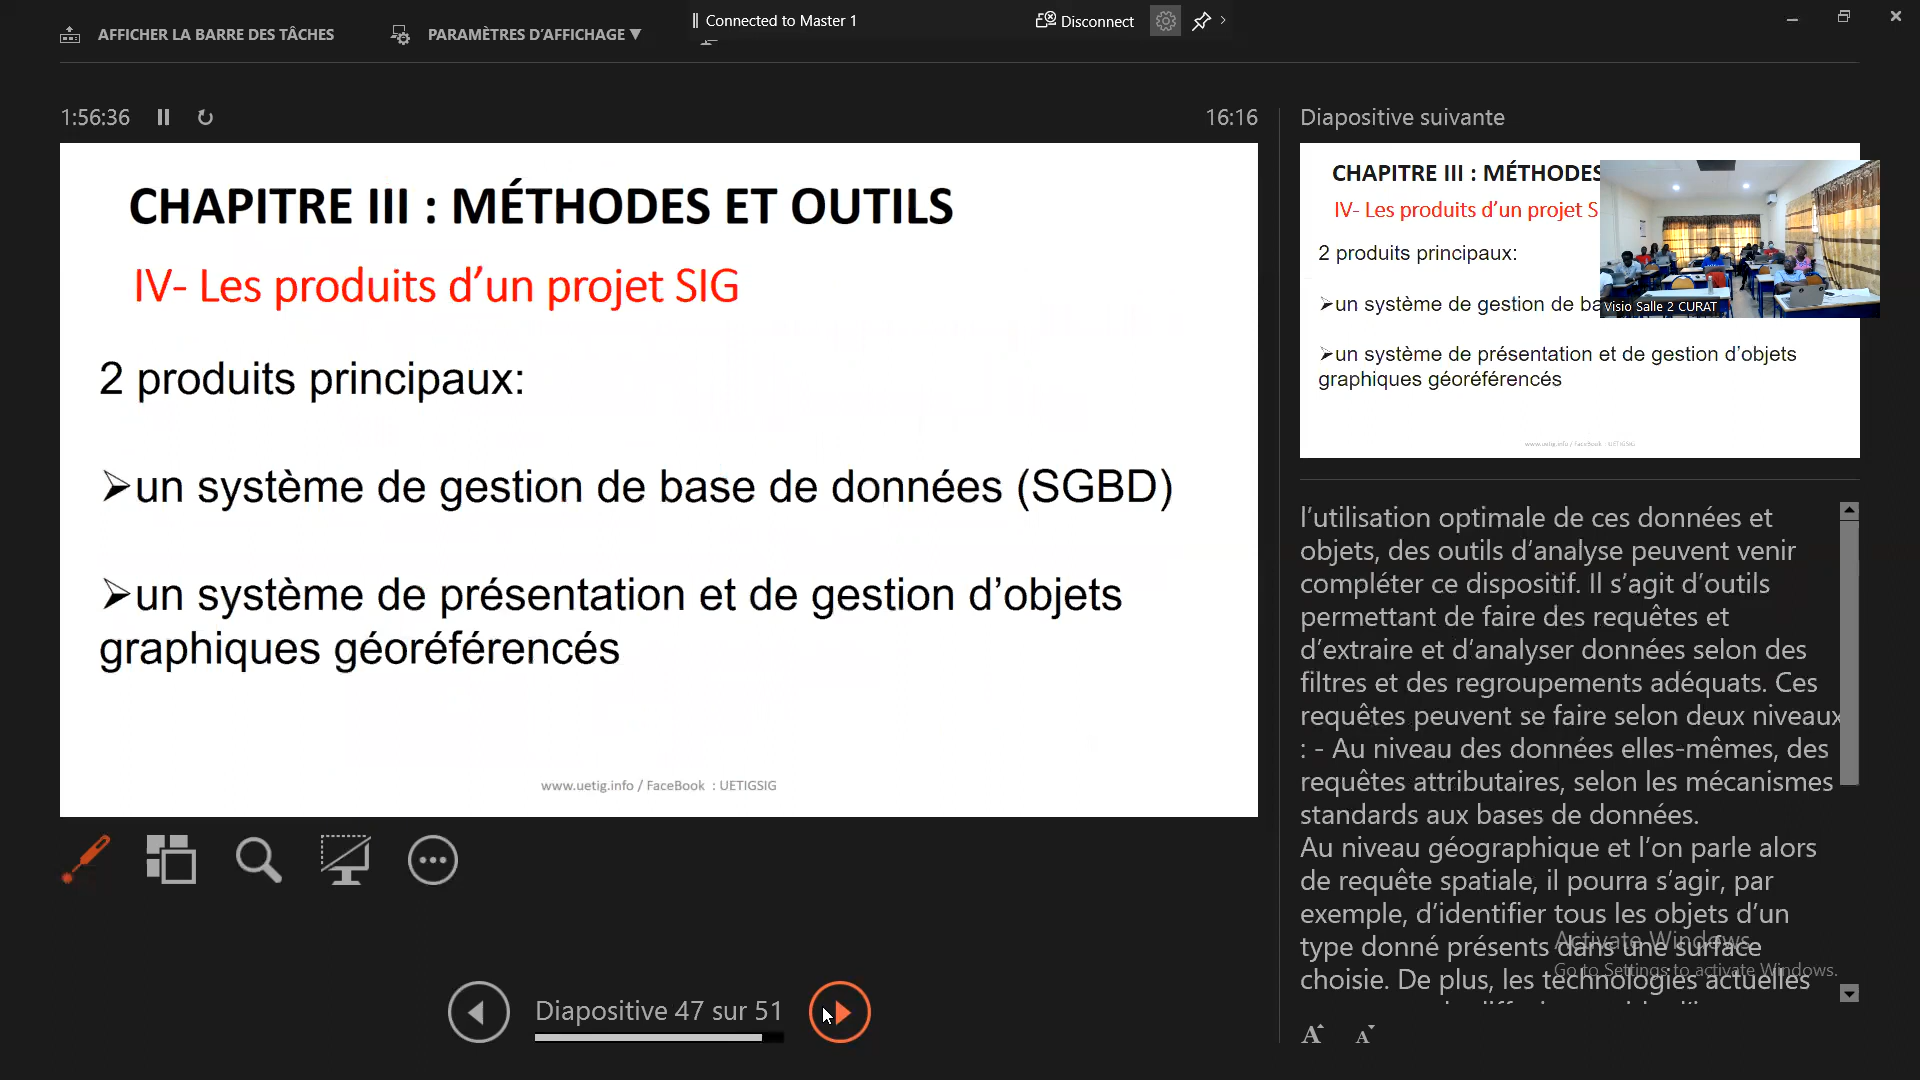 AFFICHER LA BARRE DES TÂCHES
PARAMÈTRES D'AFFICHAGE ▼
Connected to Master 1
Disconnect
1:56:36
16:16
CHAPITRE III : MÉTHODES ET OUTILS
IV- Les produits d'un projet SIG
2 produits principaux:
➢un système de gestion de base de données (SGBD)
➢un système de présentation et de gestion d'objets
graphiques géoréférencés
www.uetig.info / FaceBook : UETIGSIG
Diapositive 47 sur 51
Diapositive suivante
CHAPITRE III : MÉTHODES
IV- Les produits d'un projet S
2 produits principaux:
➢un système de gestion de ba
➢un système de présentation et de gestion d'objets
graphiques géoréférencés
www.uetig.info / FaceBook : UETIGSIG
Visio Salle 2 CURAT
l'utilisation optimale de ces données et
objets, des outils d'analyse peuvent venir
compléter ce dispositif. Il s'agit d'outils
permettant de faire des requêtes et
d'extraire et d'analyser données selon des
filtres et des regroupements adéquats. Ces
requêtes peuvent se faire selon deux niveaux
: - Au niveau des données elles-mêmes, des
requêtes attributaires, selon les mécanismes
standards aux bases de données.
Au niveau géographique et l'on parle alors
de requête spatiale, il pourra s'agir, par
exemple, d'identifier tous les objets d'un
type donné présents dans une surface
choisie. De plus, les technologies actuelles
Activate Windows
Go to Settings to activate Windows.
A A